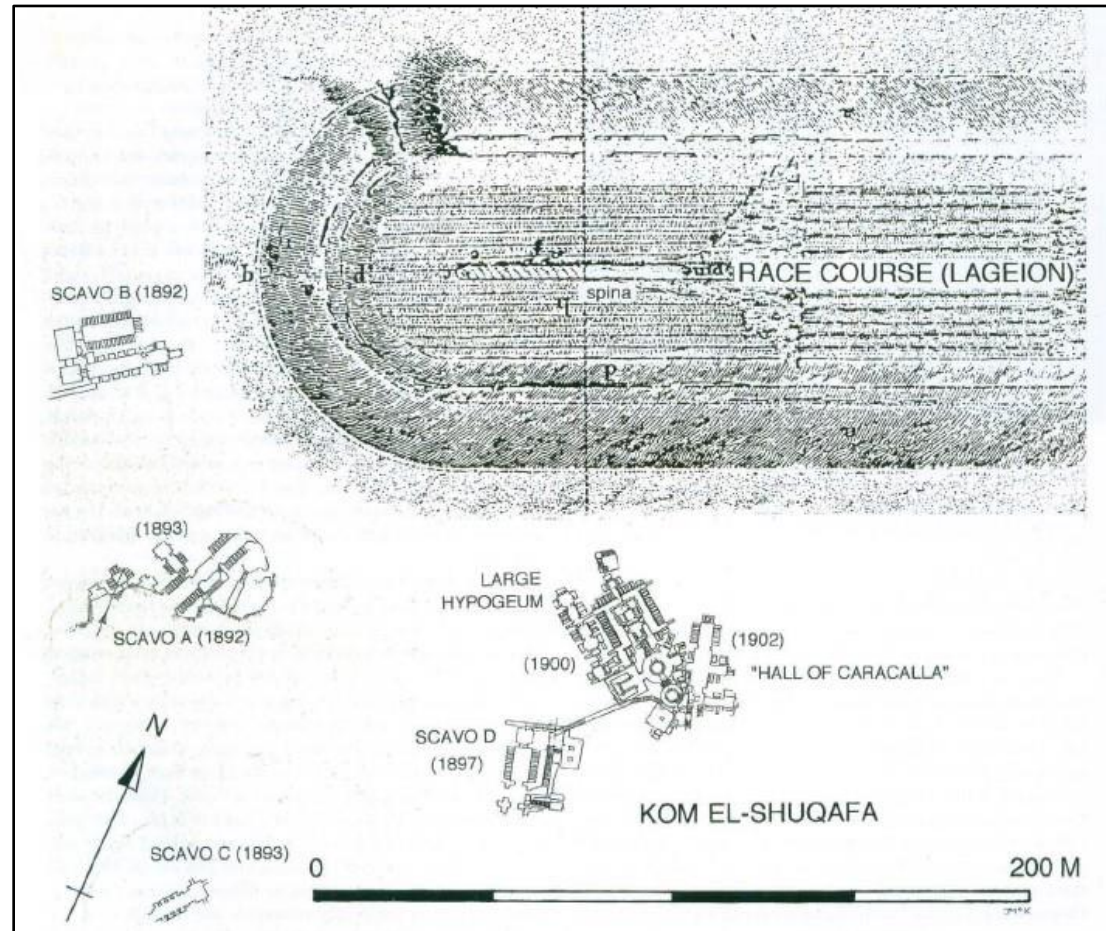 b
s
v
d
f
spina
RACE COURSE (LAGEION)
p
SCAVO B (1892)
(1893)
SCAVO A (1892)
LARGE
HYPOGEUM
(1900)
(1902)
"HALL OF CARACALLA"
SCAVO D
(1897)
N
KOM EL-SHUQAFA
SCAVO C (1893)
0
200 M